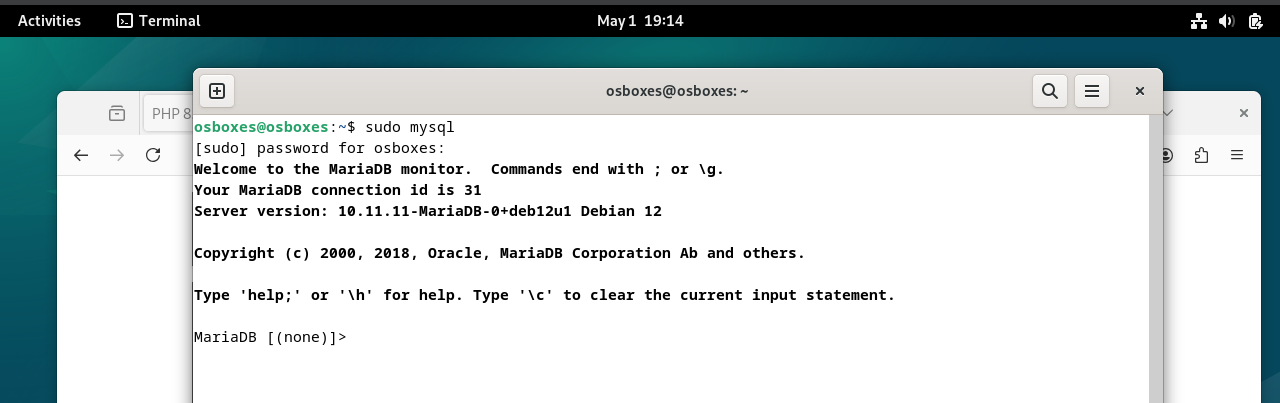 Activities Terminal May 1 19:14
osboxes@osboxes: ~
PHP 8
osboxes@osboxes:~$ sudo mysql
[sudo] password for osboxes:
Welcome to the MariaDB monitor.  Commands end with ; or \g.
Your MariaDB connection id is 31
Server version: 10.11.11-MariaDB-0+deb12u1 Debian 12
Copyright (c) 2000, 2018, Oracle, MariaDB Corporation Ab and others.
Type 'help;' or '\h' for help. Type '\c' to clear the current input statement.
MariaDB [(none)]>